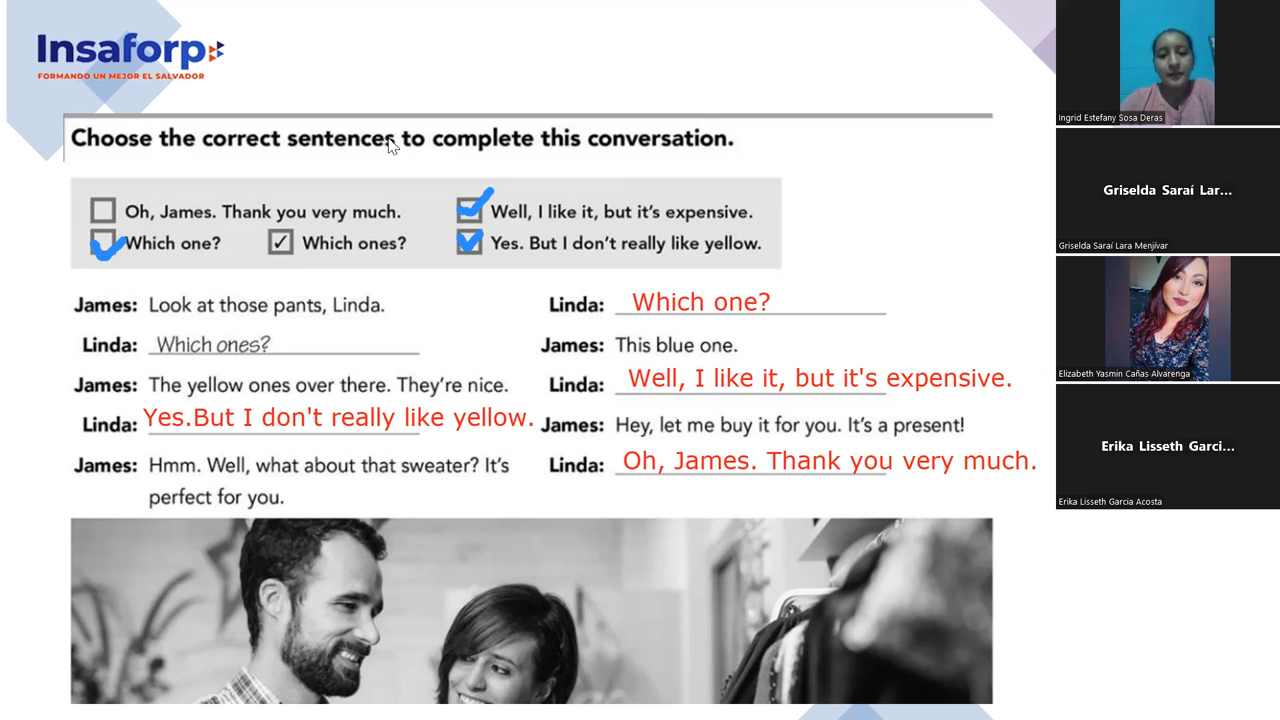 Insaforp
FORMANDO UN MEJOR EL SALVADOR
Choose the correct sentences to complete this conversation.
Oh, James. Thank you very much.
Well, I like it, but it's expensive.
Which one?
✓ Which ones?
Yes. But I don't really like yellow.
James: Look at those pants, Linda.
Linda: Which ones?
James: The yellow ones over there. They're nice.
Linda: Yes.But I don't really like yellow.
James: Hmm. Well, what about that sweater? It's
perfect for you.
Linda: Which one?
James: This blue one.
Linda: Well, I like it, but it's expensive.
James: Hey, let me buy it for you. It's a present!
Linda: Oh, James. Thank you very much.
Ingrid Estefany Sosa Deras
Griselda Saraí Lar...
Griselda Saraí Lara Menjívar
Elizabeth Yasmin Cañas Alvarenga
Erika Lisseth Garci...
Erika Lisseth Garcia Acosta